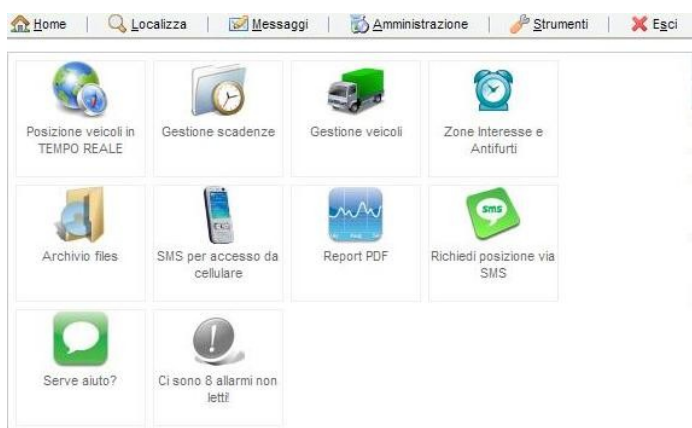 Home | Localizza | Messaggi | Amministrazione | Strumenti | Esci
Posizione veicoli in
TEMPO REALE
Gestione scadenze
Gestione veicoli
Zone Interesse e
Antifurti
Archivio files
SMS per accesso da
cellulare
Report PDF
sms
Richiedi posizione via
SMS
Serve aiuto?
Ci sono 8 allarmi non
letti!